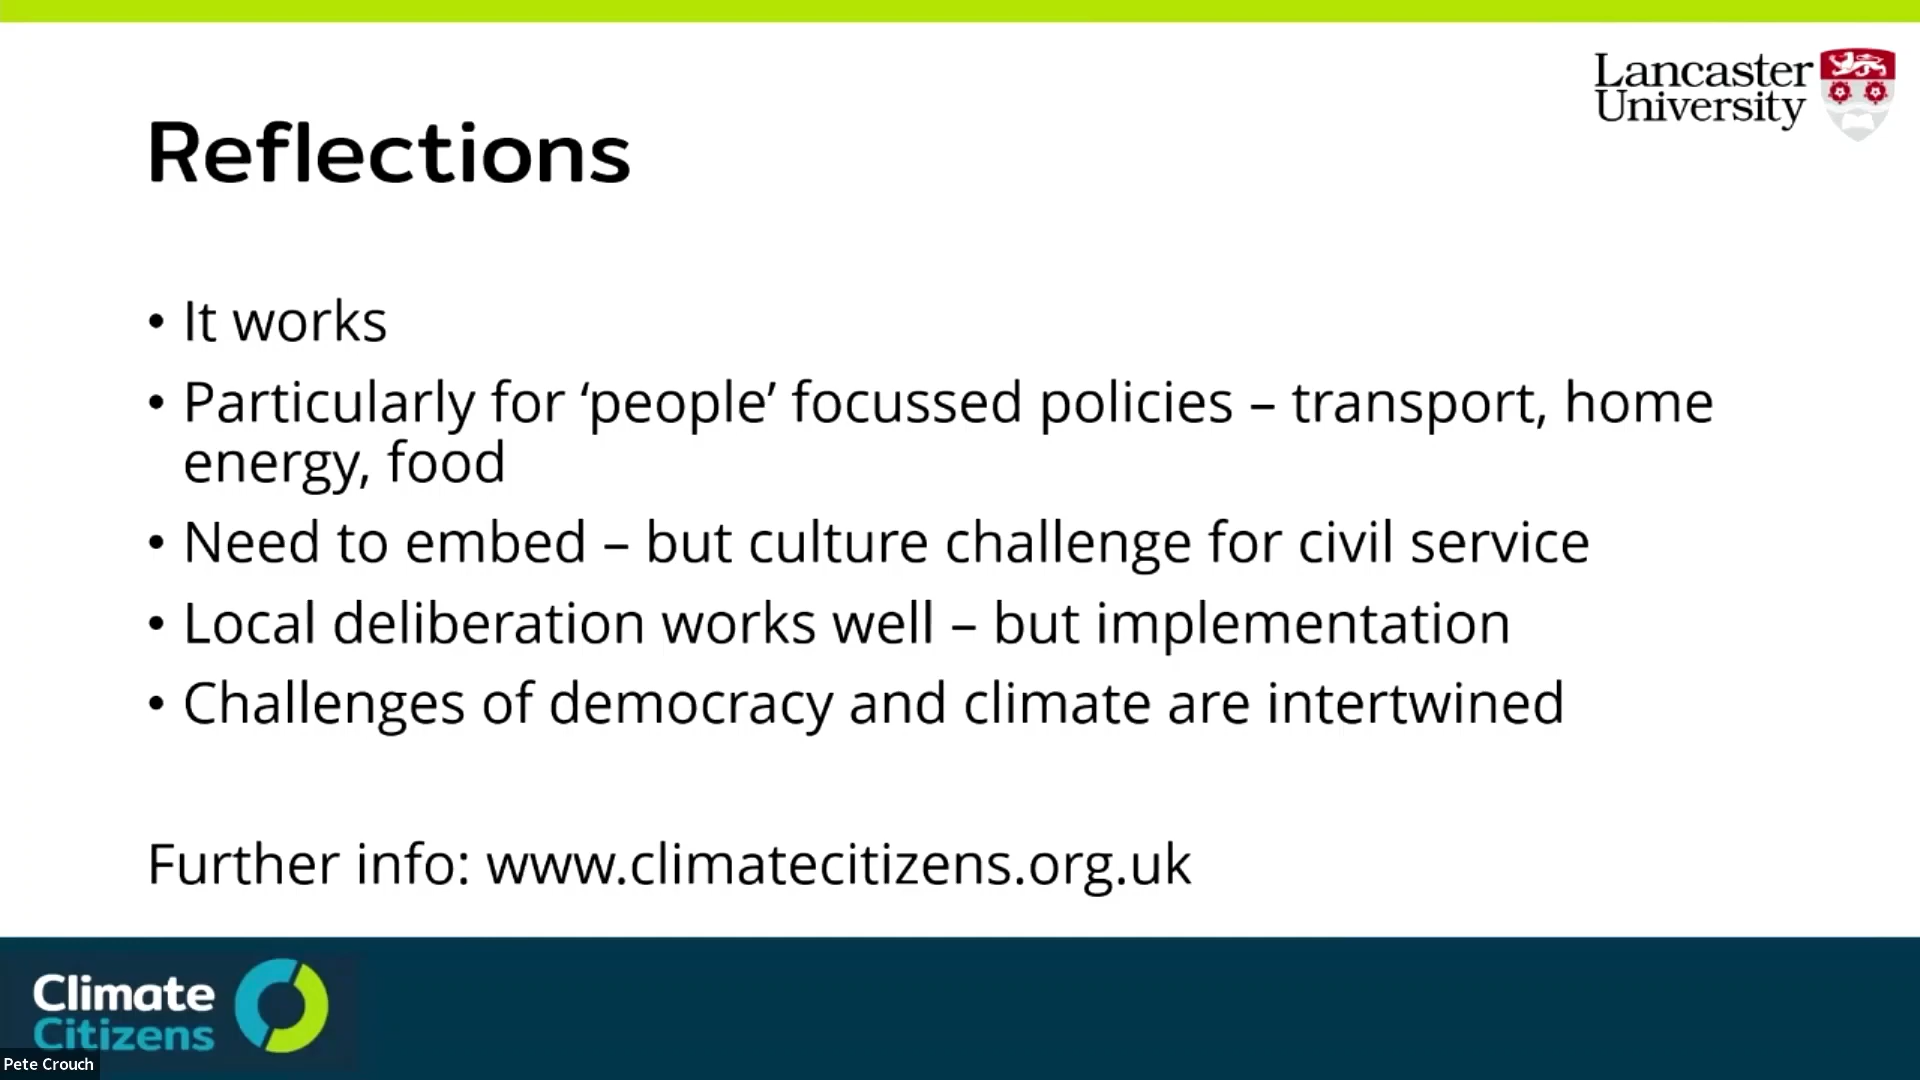 Lancaster
University
Reflections
• It works
• Particularly for ‘people’ focussed policies – transport, home
energy, food
• Need to embed – but culture challenge for civil service
• Local deliberation works well – but implementation
• Challenges of democracy and climate are intertwined
Further info: www.climatecitizens.org.uk
Climate
Citizens
Pete Crouch